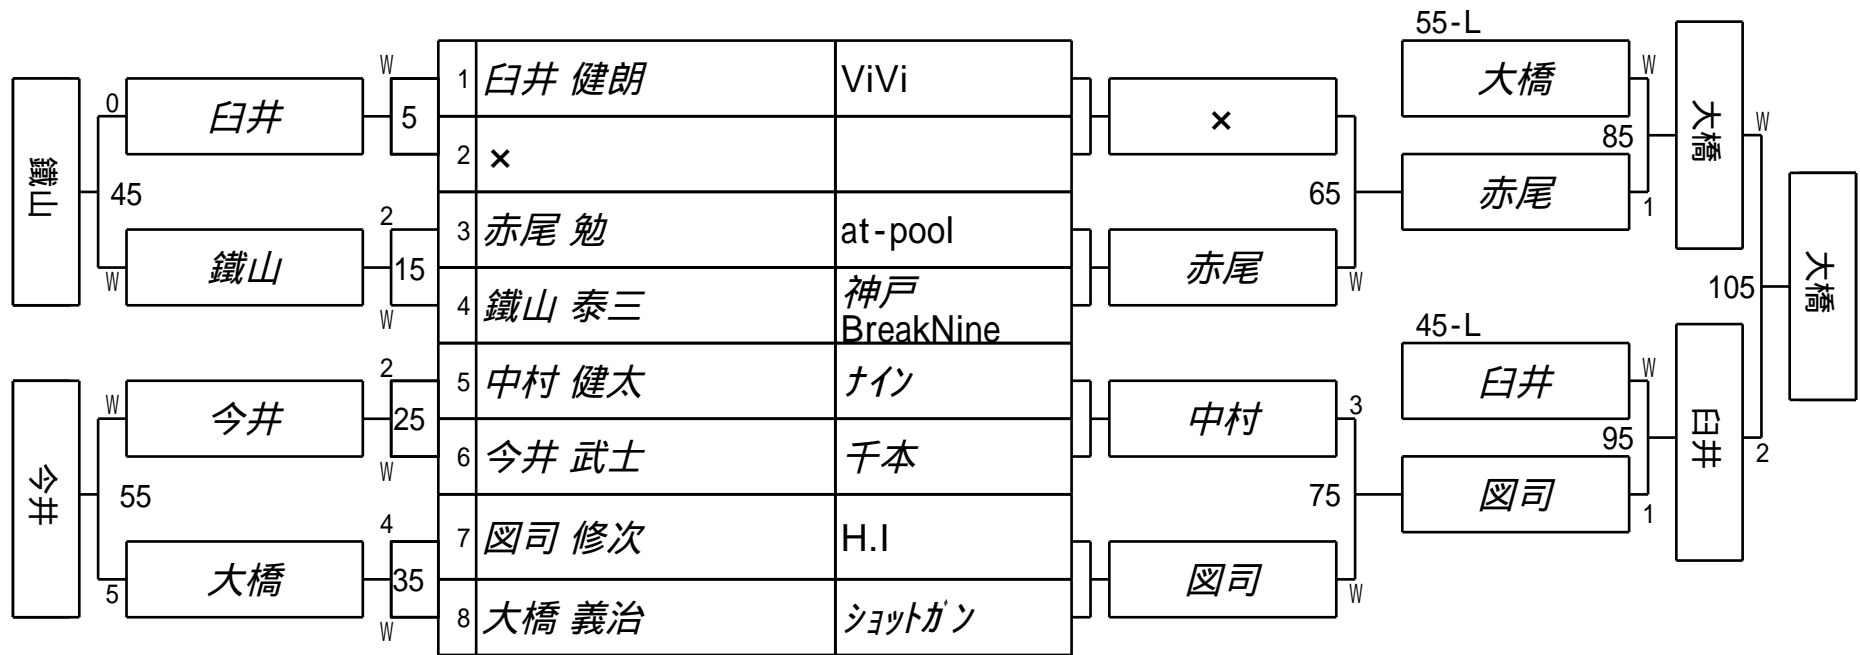 55-L
W
1 臼井 健朗 ViVi
大橋
W
0
臼井
5
×
大橋
W
2 ×
85
鐵山
45
65
赤尾
1
2
3 赤尾 勉 at-pool
大橋
W
鐵山
15
赤尾
W
4 鐵山 泰三 神戸
BreakNine
W
105
45-L
2
5 中村 健太 ナイン
臼井
W
W
今井
25
中村
3
6 今井 武士 千本
W
95
臼井
2
今井
55
75
図司
1
4
7 図司 修次 H.I
5
大橋
35
図司
W
8 大橋 義治 ショットガン
W